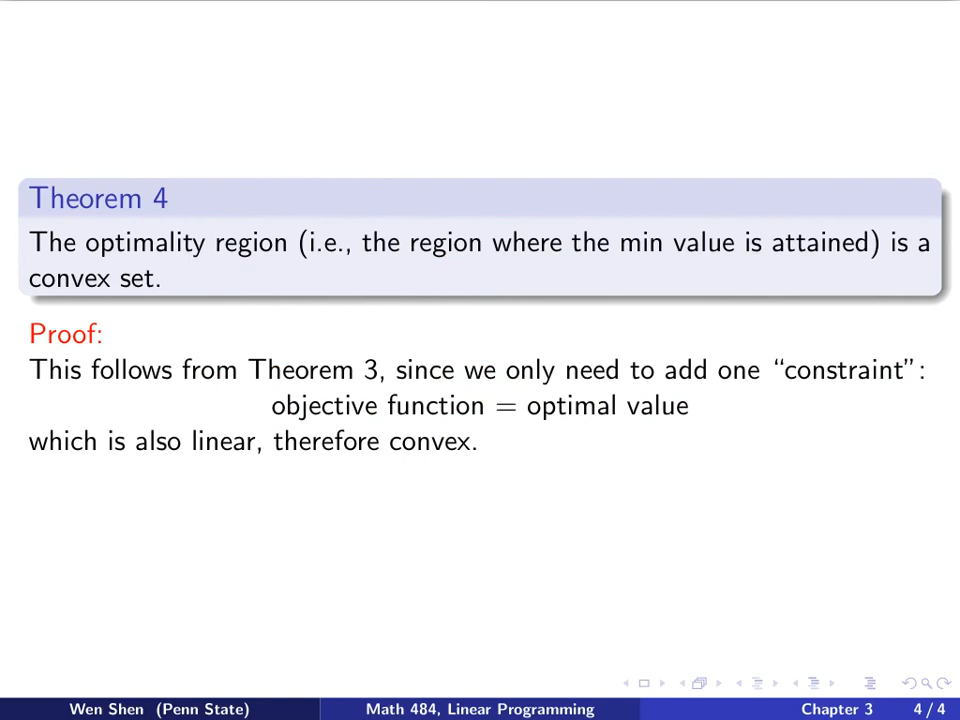 Theorem 4
The optimality region (i.e., the region where the min value is attained) is a
convex set.
Proof:
This follows from Theorem 3, since we only need to add one “constraint”:
objective function = optimal value
which is also linear, therefore convex.
Wen Shen (Penn State) Math 484, Linear Programming Chapter 3 4 / 4